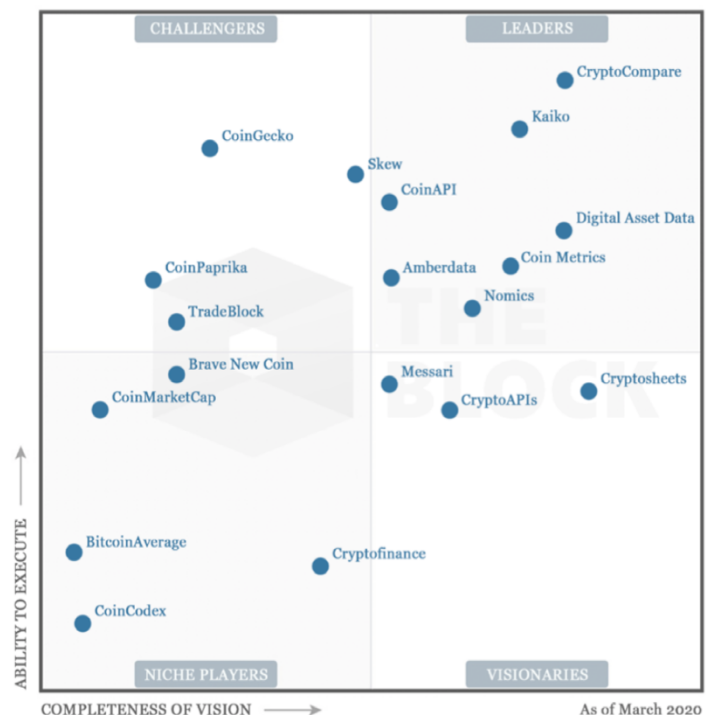 CHALLENGERS
LEADERS
CryptoCompare
Kaiko
CoinGecko
Skew
CoinAPI
Digital Asset Data
Coin Metrics
CoinPaprika
Amberdata
Nomics
TradeBlock
THE
BLOCK
Brave New Coin
Messari
Cryptosheets
CoinMarketCap
CryptoAPIs
BitcoinAverage
Cryptofinance
CoinCodex
ABILITY TO EXECUTE
NICHE PLAYERS
VISIONARIES
COMPLETENESS OF VISION
As of March 2020